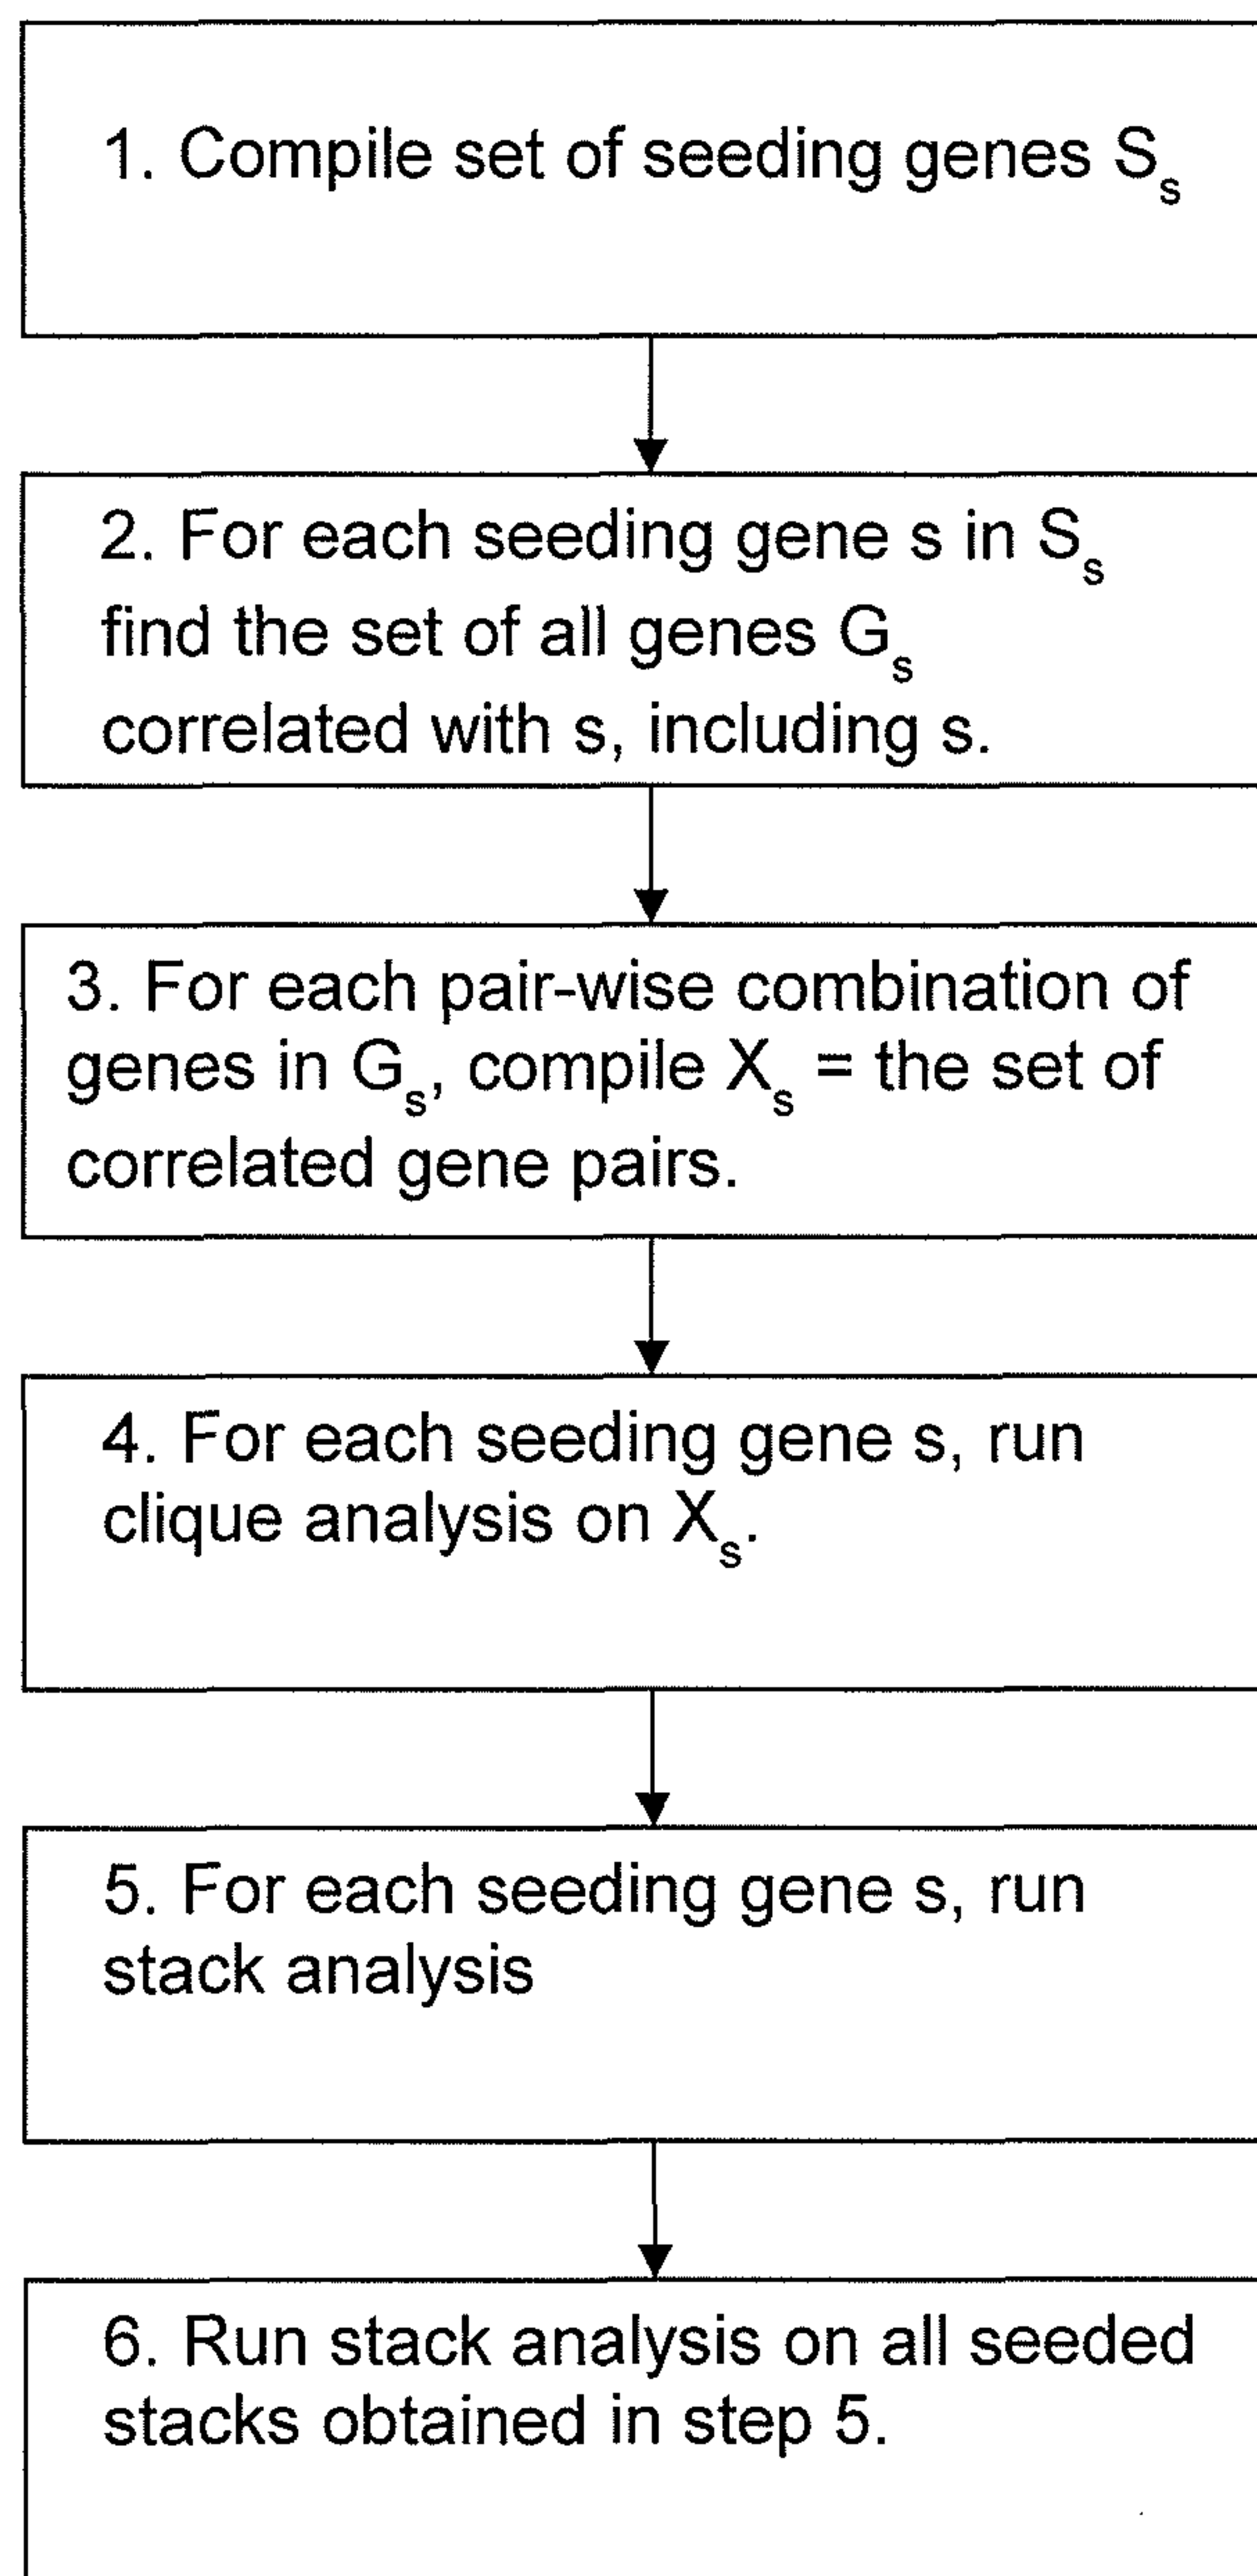 1. Compile set of seeding genes Ss
2. For each seeding gene s in Ss
find the set of all genes Gs
correlated with s, including s.
3. For each pair-wise combination of
genes in Gs, compile Xs = the set of
correlated gene pairs.
4. For each seeding gene s, run
clique analysis on Xs.
5. For each seeding gene s, run
stack analysis
6. Run stack analysis on all seeded
stacks obtained in step 5.